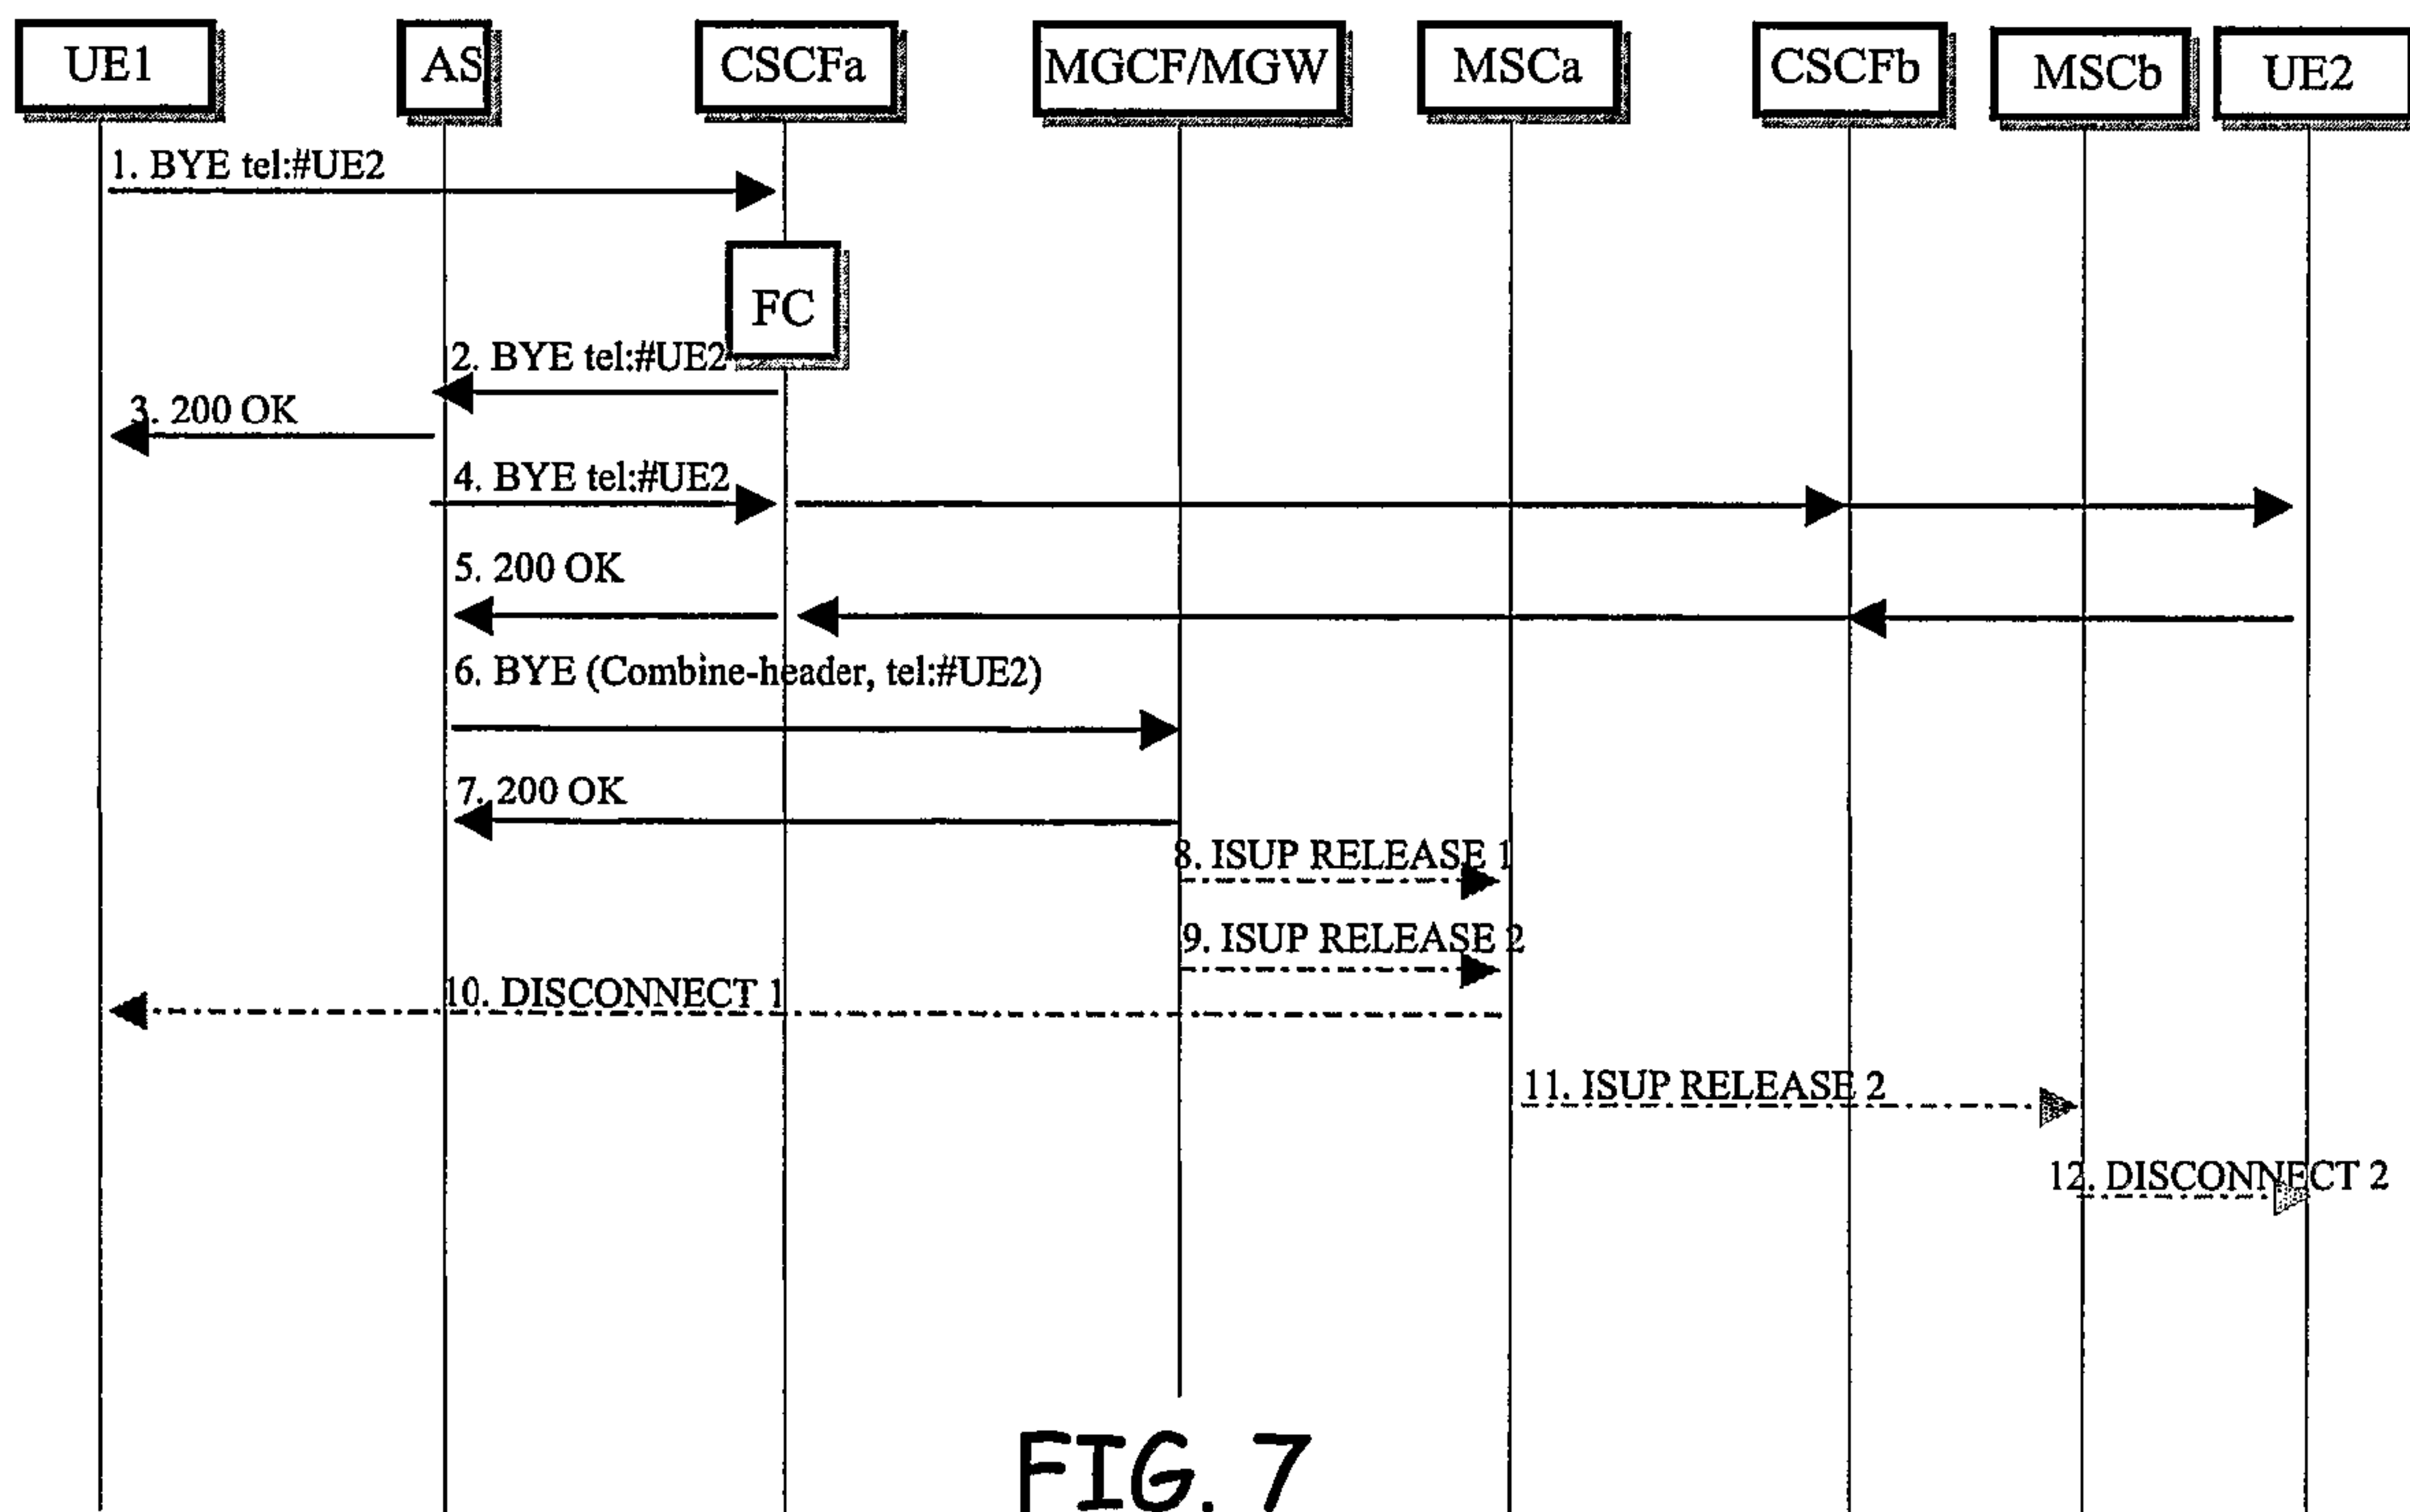 UE1
AS
CSCFa
MGCF/MGW
MSCa
CSCFb
MSCb
UE2
1. BYE tel:#UE2
FC
2. BYE tel:#UE2
3. 200 OK
4. BYE tel:#UE2
5. 200 OK
6. BYE (Combine-header, tel:#UE2)
7. 200 OK
8. ISUP RELEASE 1
9. ISUP RELEASE 2
10. DISCONNECT 1
11. ISUP RELEASE 2
12. DISCONNECT 2
FIG. 7